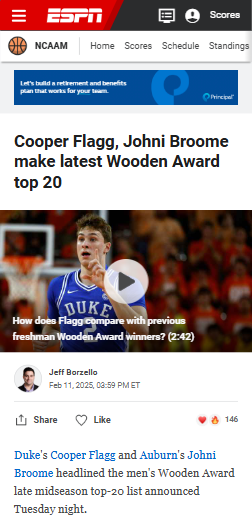 ESPN
Scores
NCAAM
Home Scores Schedule Standings
Let's build a retirement and benefits
plan that works for your team.
Principal
Cooper Flagg, Johni Broome
make latest Wooden Award
top 20
DUKE
2
How does Flagg compare with previous
freshman Wooden Award winners? (2:42)
Jeff Borzello
Feb 11, 2025, 03:59 PM ET
Share Like 146
Duke's Cooper Flagg and Auburn's Johni
Broome headlined the men's Wooden Award
late midseason top-20 list announced
Tuesday night.